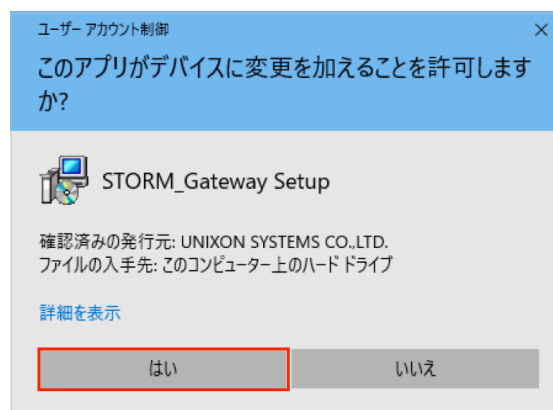 ユーザー アカウント制御
このアプリがデバイスに変更を加えることを許可します
か?
STORM_Gateway Setup
確認済みの発行元: UNIXON SYSTEMS CO.,LTD.
ファイルの入手先: このコンピューター上のハード ドライブ
詳細を表示
はい
いいえ